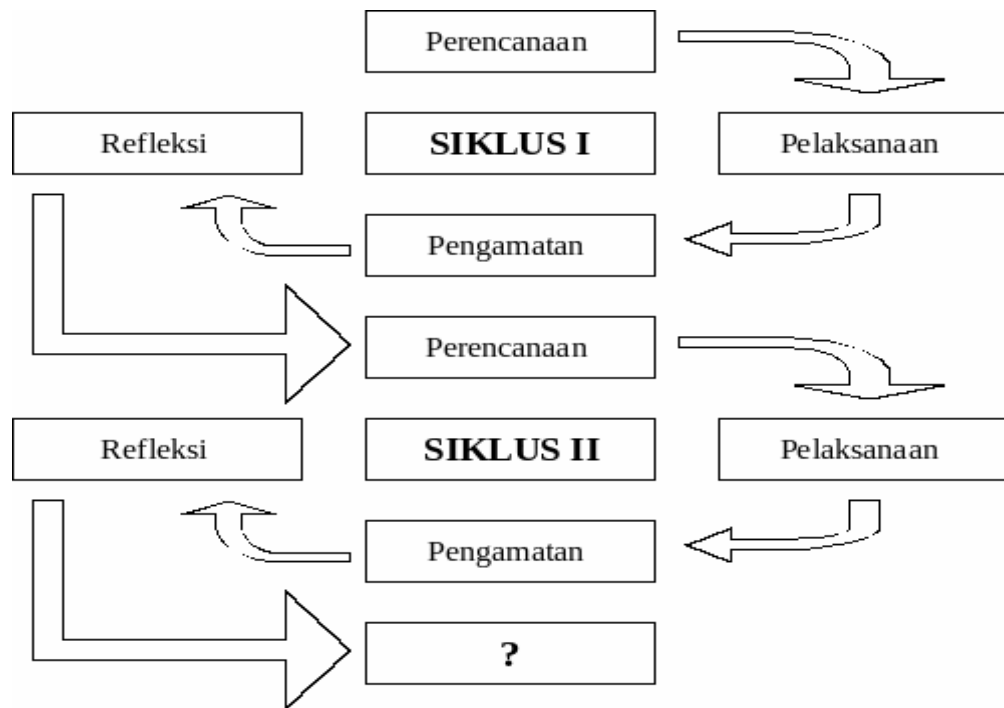 Perencanaan
Refleksi
SIKLUS I
Pelaksanaan
Pengamatan
Perencanaan
Refleksi
SIKLUS II
Pelaksanaan
Pengamatan
?